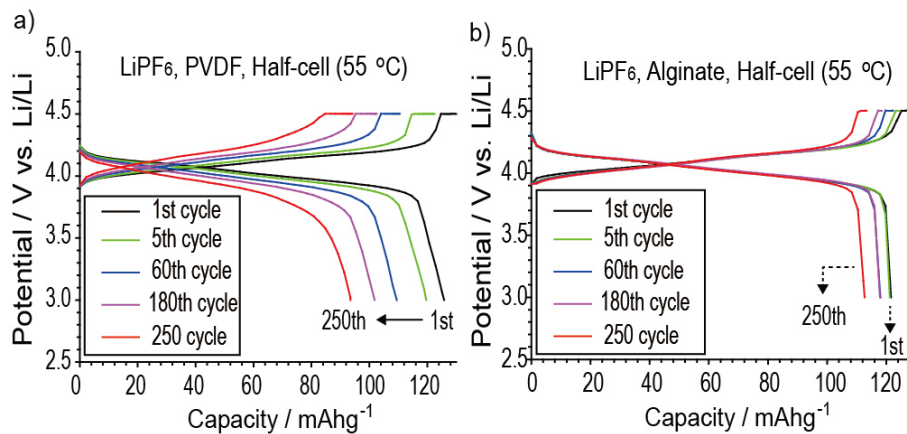 a)
LiPF6, PVDF, Half-cell (55 ºC)
5.0
4.5
4.0
3.5
3.0
2.5
Potential / V vs. Li/Li
1st cycle
5th cycle
60th cycle
180th cycle
250 cycle
250th
1st
0
20
40
60
80
100
120
Capacity / mAhg-1
b)
LiPF6, Alginate, Half-cell (55 ºC)
5.0
4.5
4.0
3.5
3.0
2.5
Potential / V vs. Li/Li
1st cycle
5th cycle
60th cycle
180th cycle
250 cycle
250th
1st
0
20
40
60
80
100
120
Capacity / mAhg-1